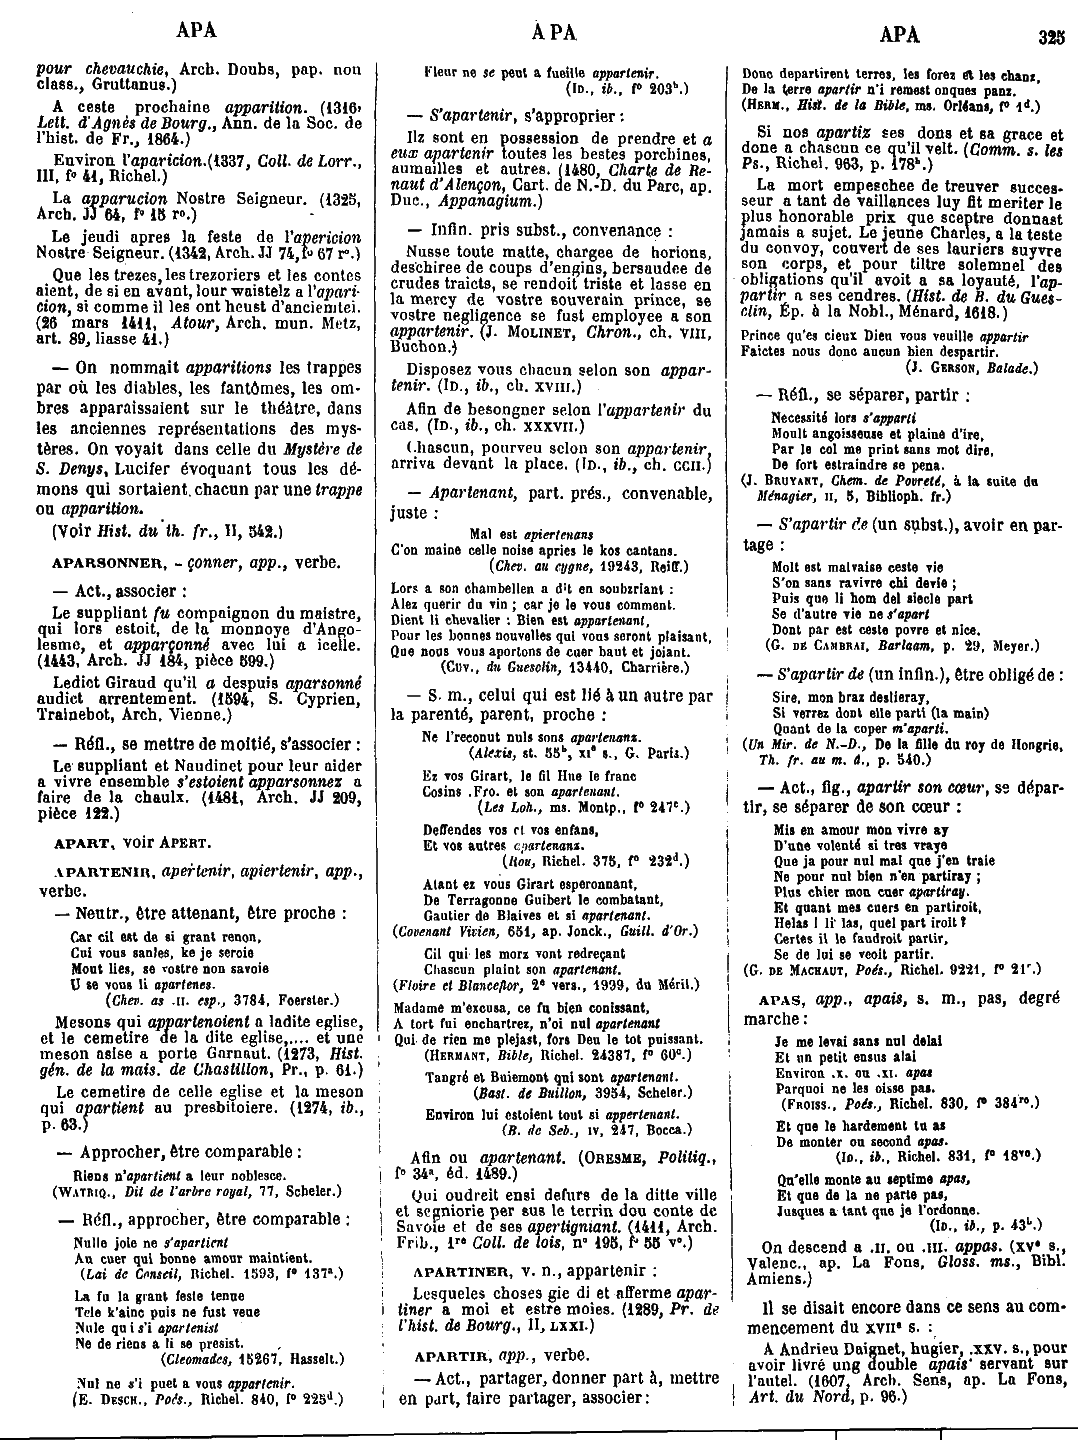 APA
APA
APA
325
pour chevauchie, Arch. Doubs, pap. non
class., Gruttanus.)
A ceste prochaine apparition. (1316,
Lett. d'Agnès de Bourg., Ann. de la Soc. de
l'hist. de Fr., 1864.)
Environ l'aparicion. (1337, Coll. de Lorr.,
III, f° 41, Richel.)
La apparucion Nostre Seigneur. (1325,
Arch. JJ 64, f° 15 r°.)
Le jeudi apres la feste de l'apericion
Nostre Seigneur. (1342, Arch. JJ 74, f° 67 r°.)
Que les trezes, les trezoriers et les contes
aient, de si en avant, lour waistelz a l'apari-
cion, si comme il les ont heust d'anciemtei.
(26 mars 1411, Atour, Arch. mun. Metz,
art. 89, liasse 41.)
— On nommait apparitions les trappes
par où les diables, les fantômes, les om-
bres apparaissaient sur le théâtre, dans
les anciennes représentations des mys-
tères. On voyait dans celle du Mystère de
S. Denys, Lucifer évoquant tous les dé-
mons qui sortaient chacun par une trappe
ou apparition.
(Voir Hist. du th. fr., II, 542.)
APARSONNER, - çonner, app., verbe.
— Act., associer :
Le suppliant fu compaignon du maistre,
qui lors estoit, de la monnoye d'Ango-
lesme, et apparçonné avec lui a icelle.
(1443, Arch. JJ 184, pièce 599.)
Ledict Giraud qu'il a despuis aparsonné
audict arrentement. (1594, S. Cyprien,
Trainebot, Arch. Vienne.)
— Réfl., se mettre de moitié, s'associer :
Le suppliant et Naudinet pour leur aider
a vivre ensemble s'estoient apparsonnez a
faire de la chaulx. (1481, Arch. JJ 209,
pièce 122.)
APART, voir APERT.
APARTENIR, apertenir, apiertenir, app.,
verbe.
— Neutr., être attenant, être proche :
Car cil est de si grant renon,
Cui vous sanles, ke je seroie
Mout lies, se vostre non savoie
U se vous li apartenes.
(Chev. as .II. esp., 3784, Foerster.)
Mesons qui appartenoient a ladite eglise,
et le cemetire de la dite eglise,.... et une
meson asise a porte Garnaut. (1273, Hist.
gén. de la mais. de Chastillon, Pr., p. 61.)
Le cemetire de celle eglise et la meson
qui apartient au presbitoiere. (1274, ib.,
p. 63.)
— Approcher, être comparable :
Riens n'apartient a leur noblesce.
(WATRIQ., Dit de l'arbre royal, 77, Scheler.)
— Réfl., approcher, être comparable :
Nulle joie ne s'apartient
Au cuer qui bonne amour maintient.
(Lai de Conseil, Richel. 1593, f° 137ª.)
La fu la grant feste tenue
Tele k'ainc puis ne fust veue
Nule qui s'i apartenist
Ne de riens a li se presist.
(Cleomades, 15267, Hasselt.)
Nul ne s'i puet a vous appartenir.
(E. DESCH., Poés., Richel. 840, f° 225ᵈ.)
Fleur ne se peut a fueille appartenir.
(ID., ib., f° 203ᵇ.)
— S'apartenir, s'approprier :
Ilz sont en possession de prendre et a
eux apartenir toutes les bestes porchines,
aumailles et autres. (1480, Charte de Re-
naut d'Alençon, Cart. de N.-D. du Parc, ap.
Duc., Appanagium.)
— Infin. pris subst., convenance :
Nusse toute matte, chargee de horions,
deschiree de coups d'engins, bersaudee de
crudes traicts, se rendoit triste et lasse en
la mercy de vostre souverain prince, se
vostre negligence se fust employee a son
appartenir. (J. MOLINET, Chron., ch. VIII,
Buchon.)
Disposez vous chacun selon son appar-
tenir. (ID., ib., ch. XVIII.)
Afin de besongner selon l'appartenir du
cas. (ID., ib., ch. XXXVII.)
Chascun, pourveu selon son appartenir,
arriva devant la place. (ID., ib., ch. CCII.)
— Apartenant, part. prés., convenable,
juste :
Mal est apiertenans
C'on maine celle noise apries le kos cantans.
(Chev. au cygne, 19243, Reiff.)
Lors a son chambellen a dit en soubzriant :
Alez querir du vin ; car je le vous comment.
Dient li chevalier : Bien est appartenant,
Pour les bonnes nouvelles qui vous seront plaisant,
Que nous vous aportons de cuer haut et joiant.
(CUV., du Guesclin, 13440, Charrière.)
— S. m., celui qui est lié à un autre par
la parenté, parent, proche :
Ne l'reconut nuls sons apartenanz.
(Alexis, st. 55ᵇ, XIᵉ s., G. Paris.)
Ez vos Girart, le fil Hue le franc
Cosins .Fro. et son apartenant.
(Les Loh., ms. Montp., f° 247ᶜ.)
Deffendes vos et vos enfans,
Et vos autres apartenanz.
(Rou, Richel. 375, f° 232ᵈ.)
Atant ez vous Girart esperonnant,
De Terragonne Guibert le combatant,
Gautier de Blaives et si apartenant.
(Covenant Vivien, 651, ap. Jonck., Guill. d'Or.)
Cil qui les morz vont redreçant
Chascun plaint son apartenant.
(Floire et Blanceflor, 2ᵉ vers., 1939, du Méril.)
Madame m'excusa, ce fu bien conissant,
A tort fui enchartrez, n'oi nul apartenant
Qui de rien me plejast, fors Deu le tot puissant.
(HERMANT, Bible, Richel. 24387, f° 60ᶜ.)
Tangré et Buiemont qui sont apartenant.
(Bast. de Buillon, 3954, Scheler.)
Environ lui estoient tout si appertenant.
(B. de Seb., IV, 247, Bocca.)
Afin ou apartenant. (ORESME, Politiq.,
f° 34ª, éd. 1489.)
Qui oudreit ensi defurs de la ditte ville
et segniorie per sus le terrin dou conte de
Savoie et de ses apertigniant. (1411, Arch.
Frib., 1ʳᵉ Coll. de lois, n° 195, f° 55 v°.)
APARTINER, v. n., appartenir :
Lesqueles choses gie di et afferme apar-
tiner a moi et estre moies. (1289, Pr. de
l'hist. de Bourg., II, LXXI.)
APARTIR, app., verbe.
— Act., partager, donner part à, mettre
en part, faire partager, associer :
Donc departirent terres, les forez et les chans,
De la terre apartir n'i remest onques panz.
(HERM., Hist. de la Bible, ms. Orléans, f° 1ᵈ.)
Si nos apartiz ses dons et sa grace et
done a chascun ce qu'il velt. (Comm. s. les
Ps., Richel. 963, p. 178ᵇ.)
La mort empeschee de treuver succes-
seur a tant de vaillances luy fit meriter le
plus honorable prix que sceptre donnast
jamais a sujet. Le jeune Charles, a la teste
du convoy, couvert de ses lauriers suyvre
son corps, et pour tiltre solemnel des
obligations qu'il avoit a sa loyauté, l'ap-
partir a ses cendres. (Hist. de B. du Gues-
clin, Ép. à la Nobl., Ménard, 1618.)
Prince qu'es cieux Dieu vous veuille appartir
Faictes nous donc aucun bien despartir.
(J. GERSON, Balade.)
— Réfl., se séparer, partir :
Necessité lors s'apparti
Moult angoisseuse et plaine d'ire,
Par le col me print sans mot dire,
De fort estraindre se pena.
(J. BRUYANT, Chem. de Povreté, à la suite du
Ménagier, II, 5, Biblioph. fr.)
— S'apartir de (un subst.), avoir en par-
tage :
Molt est malvaise ceste vie
S'on sans ravivre chi devie ;
Puis que li hom del siecle part
Se d'autre vie ne s'apart
Dont par est ceste povre et nice.
(G. DE CAMBRAI, Barlaam, p. 29, Meyer.)
— S'apartir de (un infin.), être obligé de :
Sire, mon braz deslieray,
Si verrez dont elle parti (la main)
Quant de la coper m'aparti.
(Un Mir. de N.-D., De la fille du roy de Hongrie,
Th. fr. au m. â., p. 540.)
— Act., fig., apartir son cœur, se dépar-
tir, se séparer de son cœur :
Mis en amour mon vivre ay
D'une volenté si tres vraye
Que ja pour nul mal que j'en traie
Ne pour nul bien n'en partiray ;
Plus chier mon cuer apartiray.
Et quant mes cuers en partiroit,
Helas ! li las, quel part iroit ?
Certes il le faudroit partir,
Se de lui se veoit partir.
(G. DE MACHAUT, Poés., Richel. 9221, f° 21ʳ.)
APAS, app., apais, s. m., pas, degré
marche :
Je me levai sans nul delai
Et un petit ensus alai
Environ .X. ou .XI. apas
Parquoi ne les oisse pas.
(FROISS., Poés., Richel. 830, f° 384ʳᵒ.)
Et que le hardement tu as
De monter ou second apas.
(ID., ib., Richel. 831, f° 18ᵛᵒ.)
Qu'elle monte au septime apas,
Et que de la ne parte pas,
Jusques a tant que je l'ordonne.
(ID., ib., p. 43ᵇ.)
On descend a .II. ou .III. appas. (XVᵉ s.,
Valenc., ap. La Fons, Gloss. ms., Bibl.
Amiens.)
Il se disait encore dans ce sens au com-
mencement du XVIIᵉ s. :
A Andrieu Daignet, hugier, .XXV. s., pour
avoir livré ung double apais servant sur
l'autel. (1607, Arch. Sens, ap. La Fons,
Art. du Nord, p. 96.)